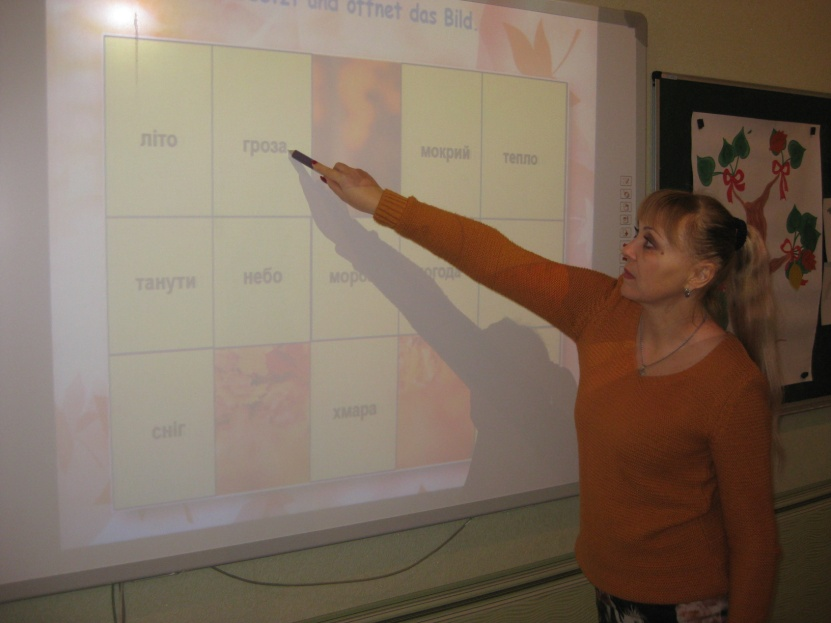 und öffnet das Bild.
літо гроза мокрий тепло
танути небо
сніг хмара